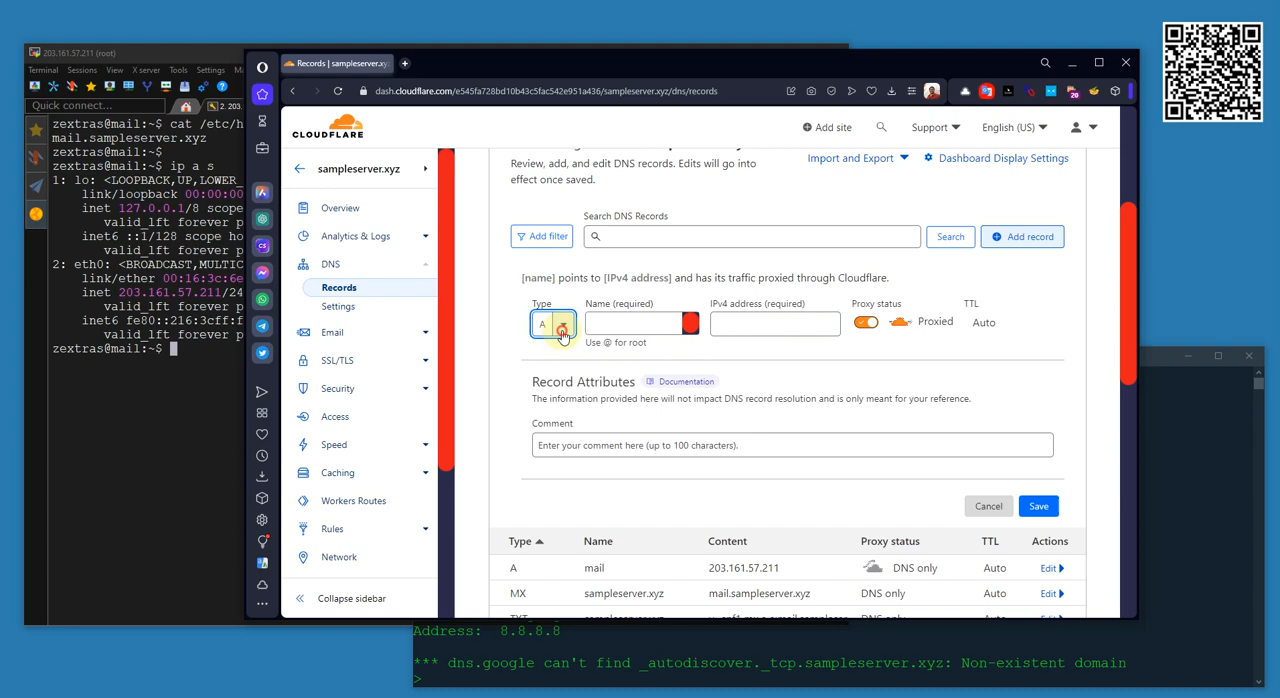 203.161.57.211 (root)
Terminal Sessions View X server Tools Settings
Quick connect...
2. 203.
zextras@mail:~$ cat /etc/h
mail.sampleserver.xyz
zextras@mail:~$
zextras@mail:~$ ip a s
1: lo: <LOOPBACK,UP,LOWER_
link/loopback 00:00:00
inet 127.0.0.1/8 scope
valid_lft forever p
inet6 ::1/128 scope ho
valid_lft forever p
2: eth0: <BROADCAST,MULTIC
link/ether 00:16:3c:6e
inet 203.161.57.211/24
valid_lft forever p
inet6 fe80::216:3cff:f
valid_lft forever p
zextras@mail:~$
Records | sampleserver.xy
dash.cloudflare.com/e545fa728bd10b43c5fac542e951a436/sampleserver.xyz/dns/records
20
CLOUDFLARE
Add site
Support
English (US)
sampleserver.xyz
Overview
Analytics & Logs
DNS
Records
Settings
Email
SSL/TLS
Security
Access
Speed
Caching
Workers Routes
Rules
Network
Collapse sidebar
Review, add, and edit DNS records. Edits will go into
effect once saved.
Import and Export
Dashboard Display Settings
Search DNS Records
Add filter
Search
Add record
[name] points to [IPv4 address] and has its traffic proxied through Cloudflare.
Type Name (required) IPv4 address (required) Proxy status TTL
A Proxied Auto
Use @ for root
Record Attributes Documentation
The information provided here will not impact DNS record resolution and is only meant for your reference.
Comment
Enter your comment here (up to 100 characters).
Cancel Save
Type Name Content Proxy status TTL Actions
A mail 203.161.57.211 DNS only Auto Edit
MX sampleserver.xyz mail.sampleserver.xyz DNS only Auto Edit
Address: 8.8.8.8
*** dns.google can't find _autodiscover._tcp.sampleserver.xyz: Non-existent domain
>